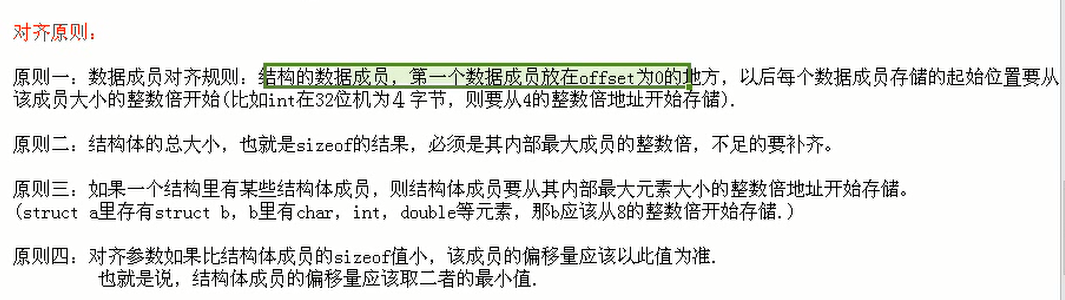 对齐原则：
原则一：数据成员对齐规则：结构的数据成员，第一个数据成员放在offset为0的地方，以后每个数据成员存储的起始位置要从
该成员大小的整数倍开始(比如int在32位机为4 字节，则要从4的整数倍地址开始存储).
原则二：结构体的总大小，也就是sizeof的结果，必须是其内部最大成员的整数倍，不足的要补齐。
原则三：如果一个结构里有某些结构体成员，则结构体成员要从其内部最大元素大小的整数倍地址开始存储。
(struct a里存有struct b，b里有char，int，double等元素，那b应该从8的整数倍开始存储.)
原则四：对齐参数如果比结构体成员的sizeof值小，该成员的偏移量应该以此值为准.
也就是说，结构体成员的偏移量应该取二者的最小值.